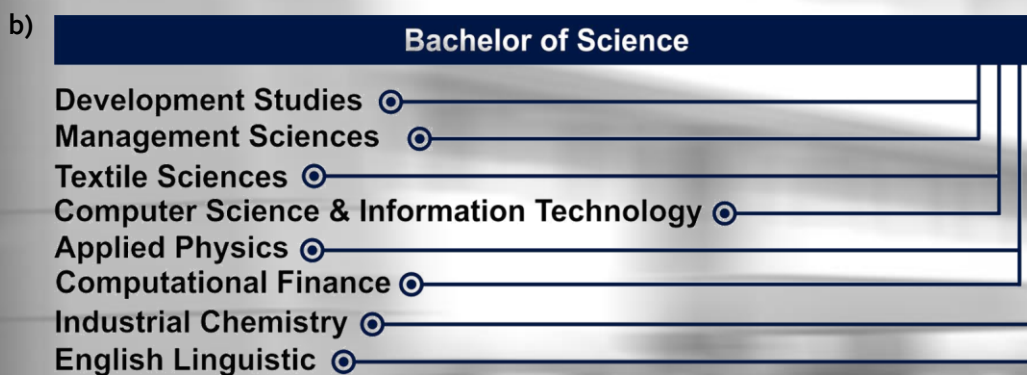 b)
Bachelor of Science
Development Studies
Management Sciences
Textile Sciences
Computer Science & Information Technology
Applied Physics
Computational Finance
Industrial Chemistry
English Linguistic